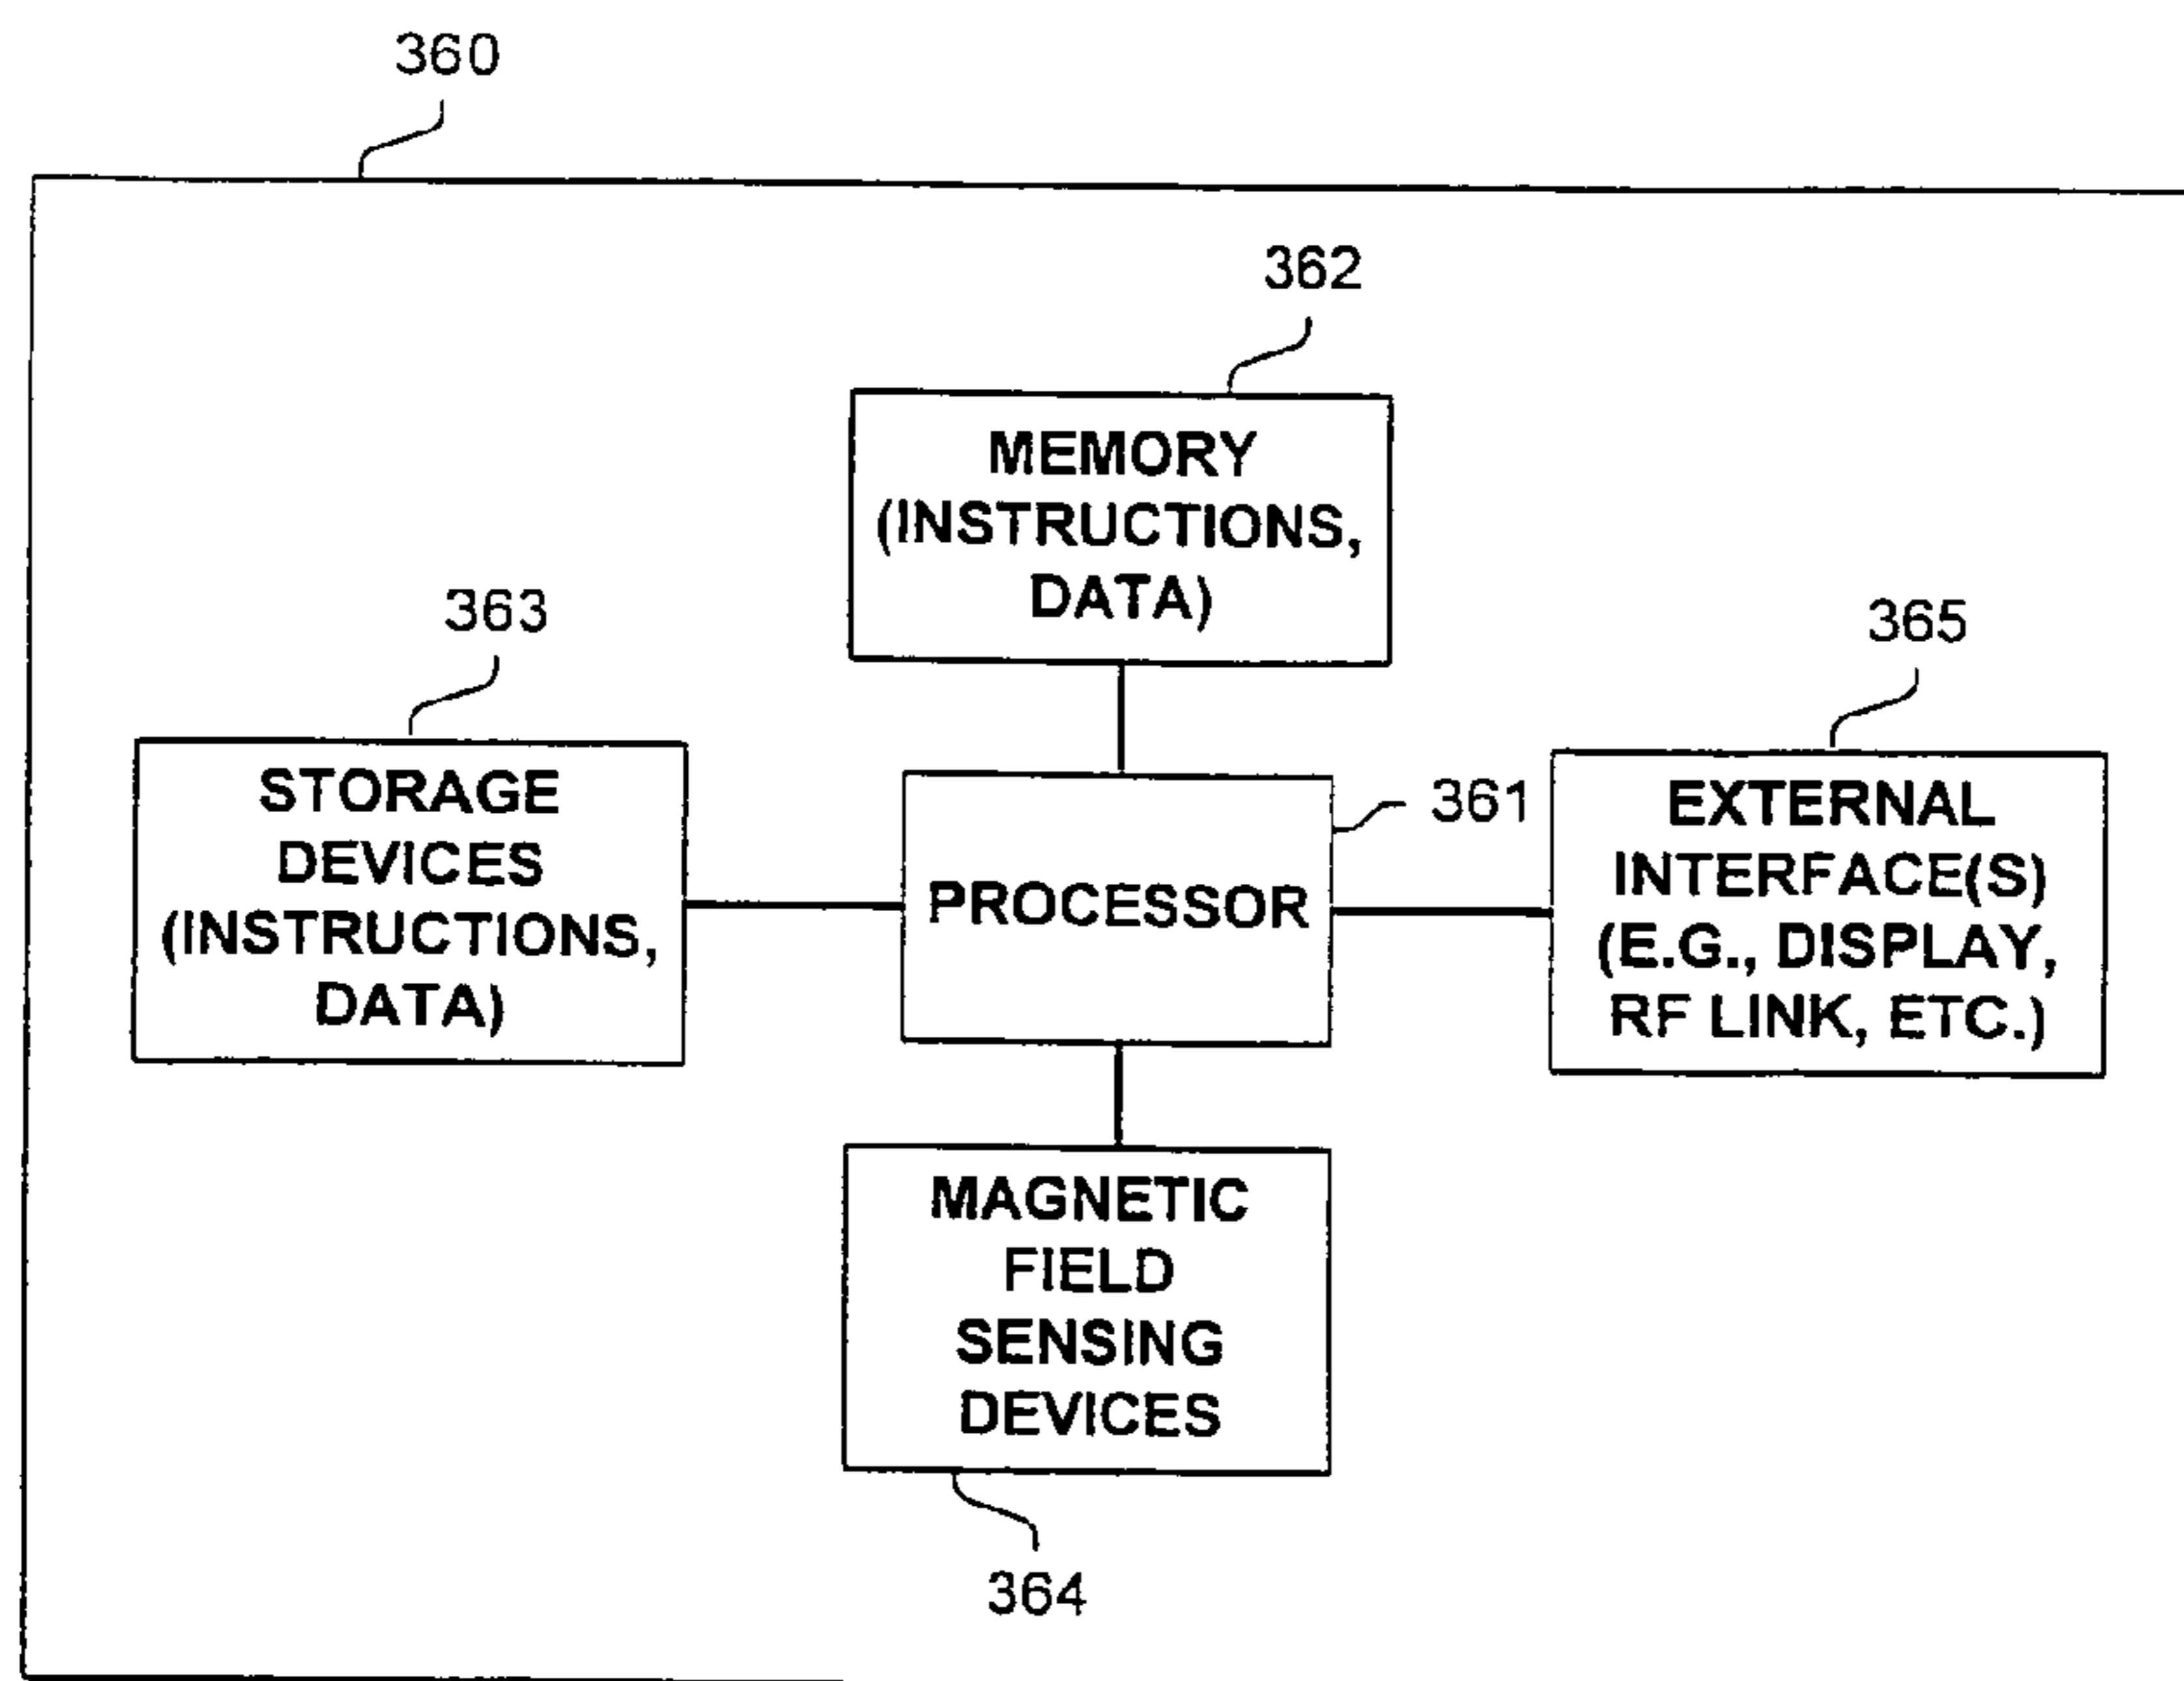 360
362
MEMORY
(INSTRUCTIONS,
DATA)
363
STORAGE
DEVICES
(INSTRUCTIONS,
DATA)
361
PROCESSOR
365
EXTERNAL
INTERFACE(S)
(E.G., DISPLAY,
RF LINK, ETC.)
MAGNETIC
FIELD
SENSING
DEVICES
364